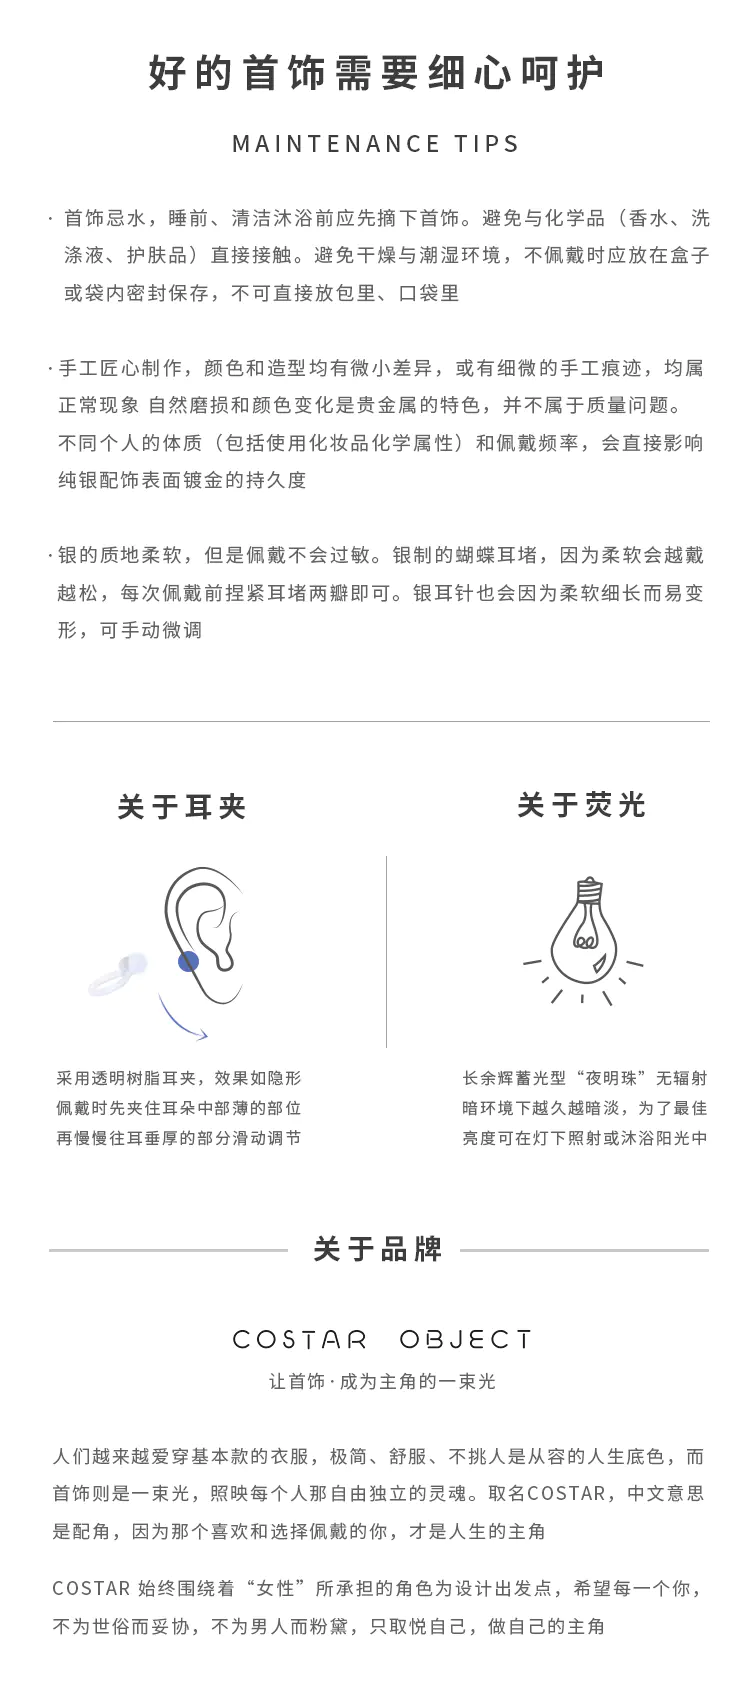 好的首饰需要细心呵护
MAINTENANCE TIPS
· 首饰忌水，睡前、清洁沐浴前应先摘下首饰。避免与化学品（香水、洗
涤液、护肤品）直接接触。避免干燥与潮湿环境，不佩戴时应放在盒子
或袋内密封保存，不可直接放包里、口袋里
· 手工匠心制作，颜色和造型均有微小差异，或有细微的手工痕迹，均属
正常现象 自然磨损和颜色变化是贵金属的特色，并不属于质量问题。
不同个人的体质（包括使用化妆品化学属性）和佩戴频率，会直接影响
纯银配饰表面镀金的持久度
· 银的质地柔软，但是佩戴不会过敏。银制的蝴蝶耳堵，因为柔软会越戴
越松，每次佩戴前捏紧耳堵两瓣即可。银耳针也会因为柔软细长而易变
形，可手动微调
关于耳夹
采用透明树脂耳夹，效果如隐形
佩戴时先夹住耳朵中部薄的部位
再慢慢往耳垂厚的部分滑动调节
关于荧光
长余辉蓄光型“夜明珠”无辐射
暗环境下越久越暗淡，为了最佳
亮度可在灯下照射或沐浴阳光中
关于品牌
COSTAR OBJECT
让首饰·成为主角的一束光
人们越来越爱穿基本款的衣服，极简、舒服、不挑人是从容的人生底色，而
首饰则是一束光，照映每个人那自由独立的灵魂。取名COSTAR，中文意思
是配角，因为那个喜欢和选择佩戴的你，才是人生的主角
COSTAR 始终围绕着“女性”所承担的角色为设计出发点，希望每一个你，
不为世俗而妥协，不为男人而粉黛，只取悦自己，做自己的主角